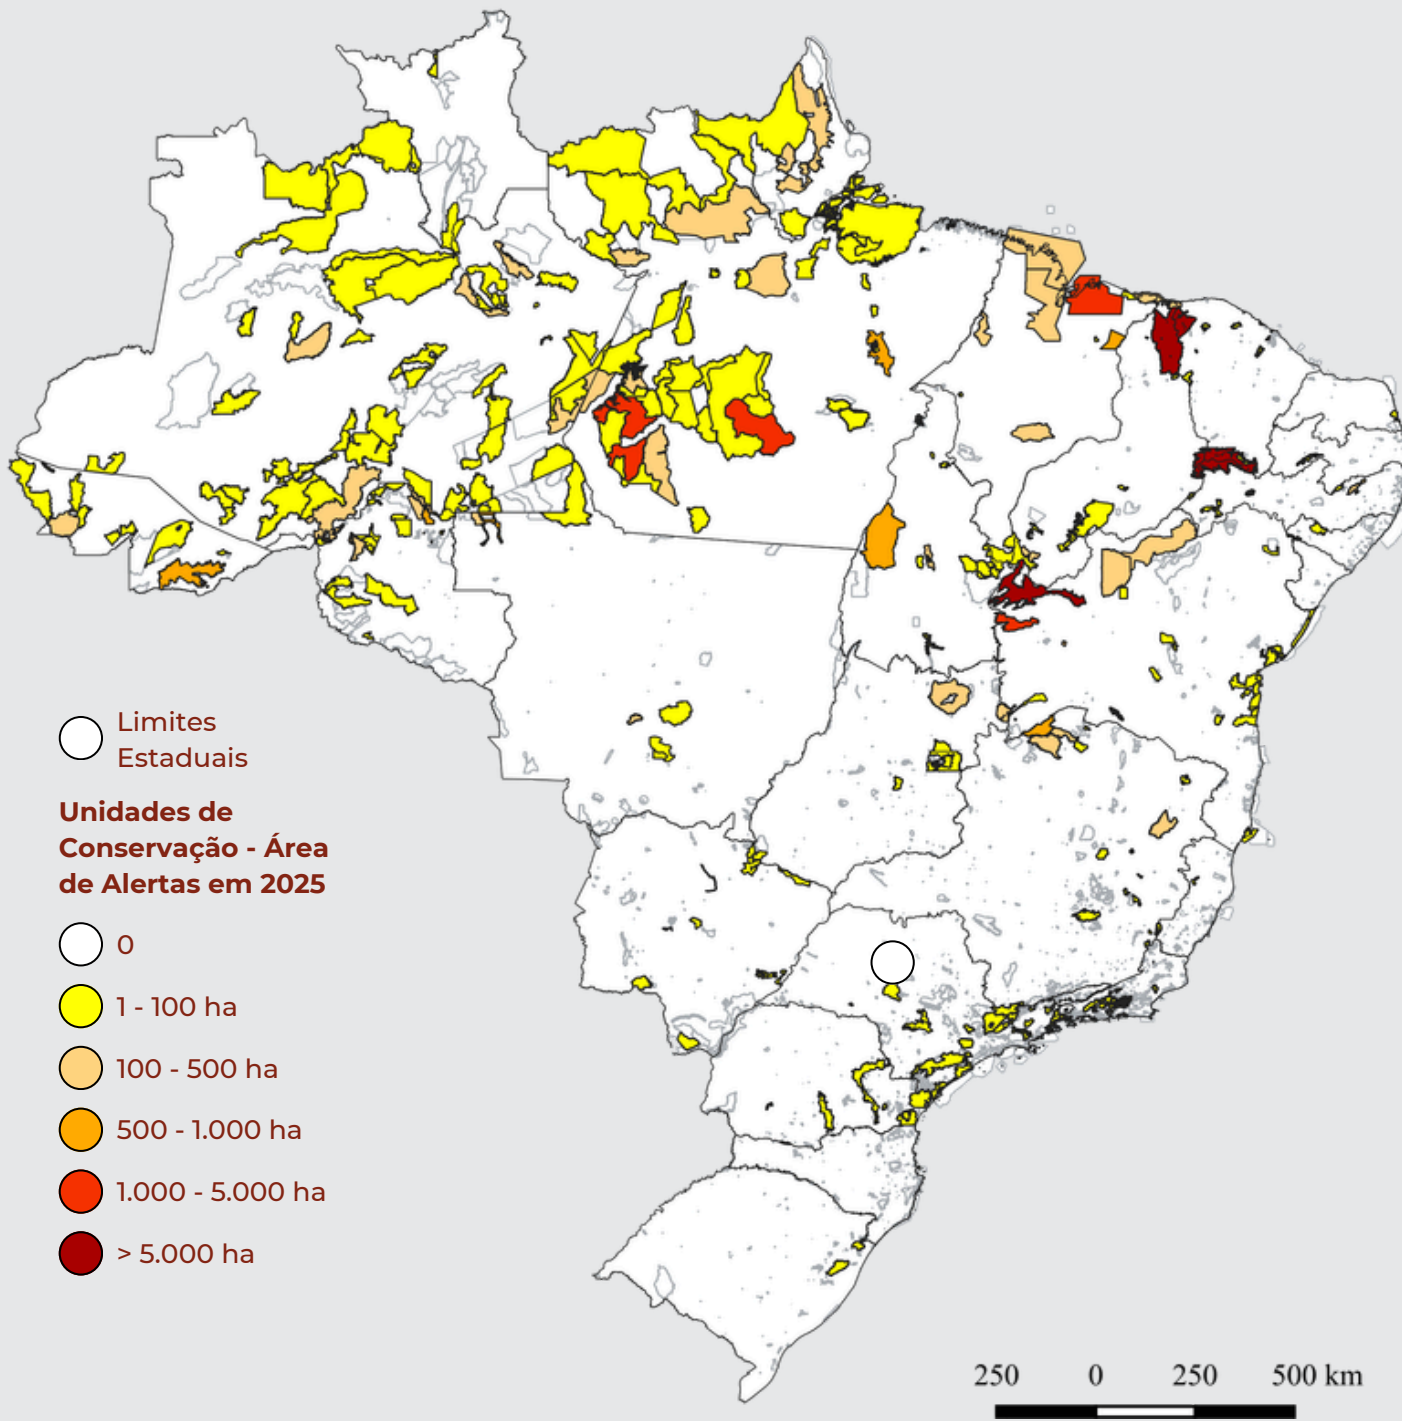 Limites
Estaduais
Unidades de
Conservação - Área
de Alertas em 2025
0
1 - 100 ha
100 - 500 ha
500 - 1.000 ha
1.000 - 5.000 ha
> 5.000 ha
250 0 250 500 km